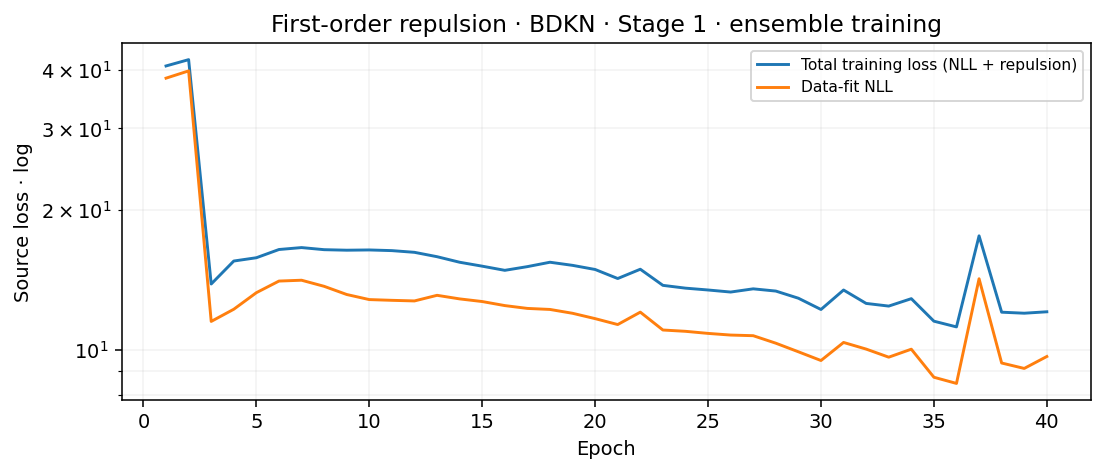 First-order repulsion · BDKN · Stage 1 · ensemble training
Total training loss (NLL + repulsion)
Data-fit NLL
Source loss · log
4 × 10¹
3 × 10¹
2 × 10¹
10¹
0 5 10 15 20 25 30 35 40
Epoch